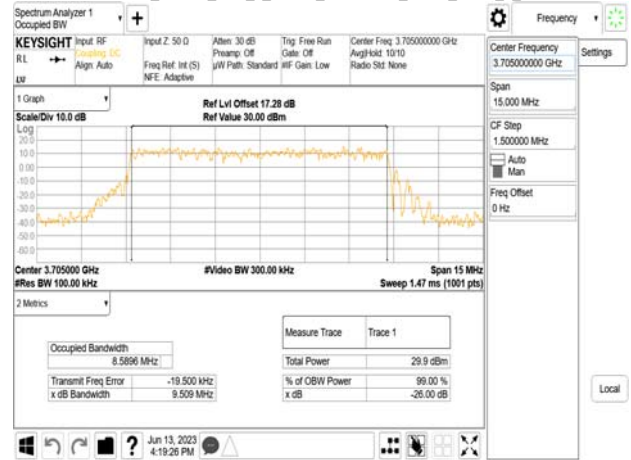 Spectrum Analyzer 1
Occupied BW
Frequency
KEYSIGHT
RL
LVI
Input: RF
Coupling: DC
Align: Auto
Input Z: 50 Ω
Freq Ref: Int (S)
NFE: Adaptive
Atten: 30 dB
Preamp: Off
µW Path: Standard
Trig: Free Run
Gate: Off
#IF Gain: Low
Center Freq: 3.705000000 GHz
Avg|Hold: 10/10
Radio Std: None
Center Frequency
3.705000000 GHz
Settings
Span
15.000 MHz
CF Step
1.500000 MHz
Auto
Man
Freq Offset
0 Hz
Local
1 Graph
Scale/Div 10.0 dB
Ref Lvl Offset 17.28 dB
Ref Value 30.00 dBm
Log
20.0
10.0
0.00
-10.0
-20.0
-30.0
-40.0
-50.0
-60.0
Center 3.705000 GHz
#Video BW 300.00 kHz
Span 15 MHz
#Res BW 100.00 kHz
Sweep 1.47 ms (1001 pts)
2 Metrics
Measure Trace Trace 1
Occupied Bandwidth
8.5896 MHz
Total Power 29.9 dBm
Transmit Freq Error -19.500 kHz
% of OBW Power 99.00 %
x dB Bandwidth 9.509 MHz
x dB -26.00 dB
Jun 13, 2023
4:19:26 PM